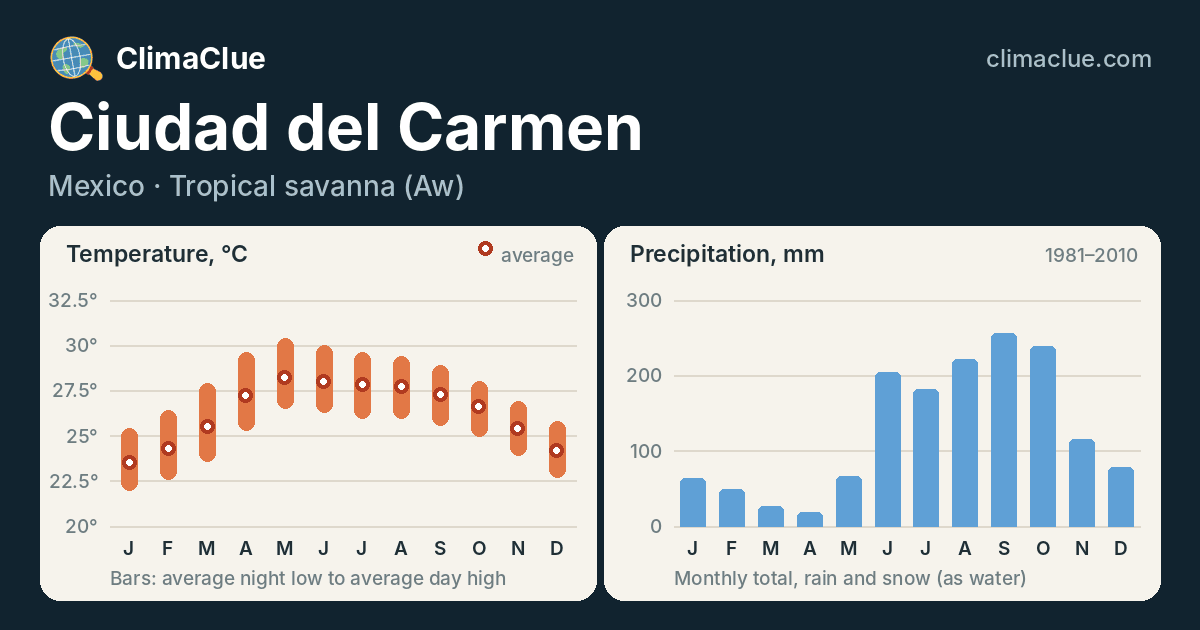 ClimaClue
climaclue.com
Ciudad del Carmen
Mexico · Tropical savanna (Aw)
Temperature, °C
average
32.5°
30°
27.5°
25°
22.5°
20°
J F M A M J J A S O N D
Bars: average night low to average day high
Precipitation, mm
1981–2010
300
200
100
0
J F M A M J J A S O N D
Monthly total, rain and snow (as water)